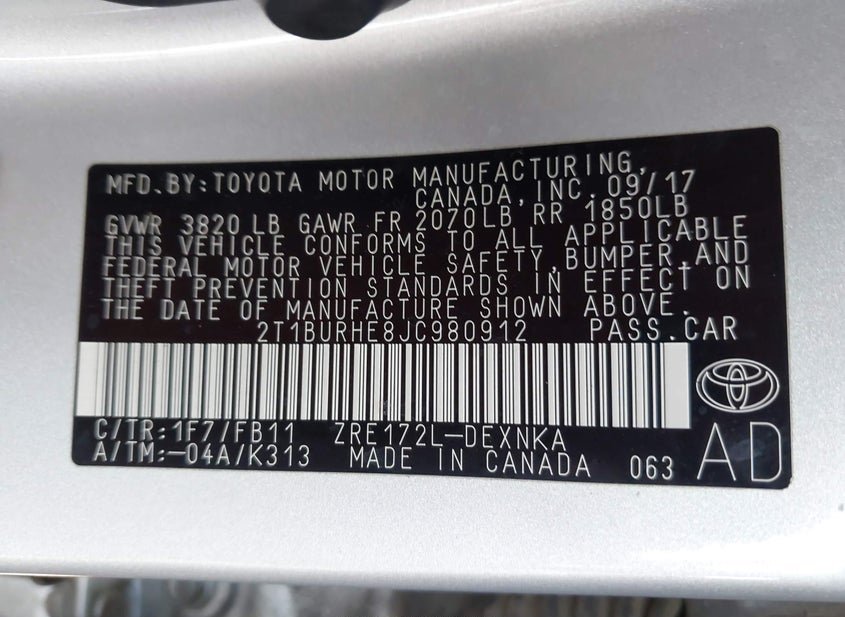 MFD. BY: TOYOTA MOTOR MANUFACTURING,
CANADA, INC. 09/17
GVWR 3820 LB GAWR FR 2070LB RR 1850LB
THIS VEHICLE CONFORMS TO ALL APPLICABLE
FEDERAL MOTOR VEHICLE SAFETY, BUMPER, AND
THEFT PREVENTION STANDARDS IN EFFECT ON
THE DATE OF MANUFACTURE SHOWN ABOVE.
2T1BURHE8JC980912 PASS. CAR
C/TR: 1F7/FB11 ZRE172L-DEXNKA
A/TM: -04A/K313 MADE IN CANADA 063 AD